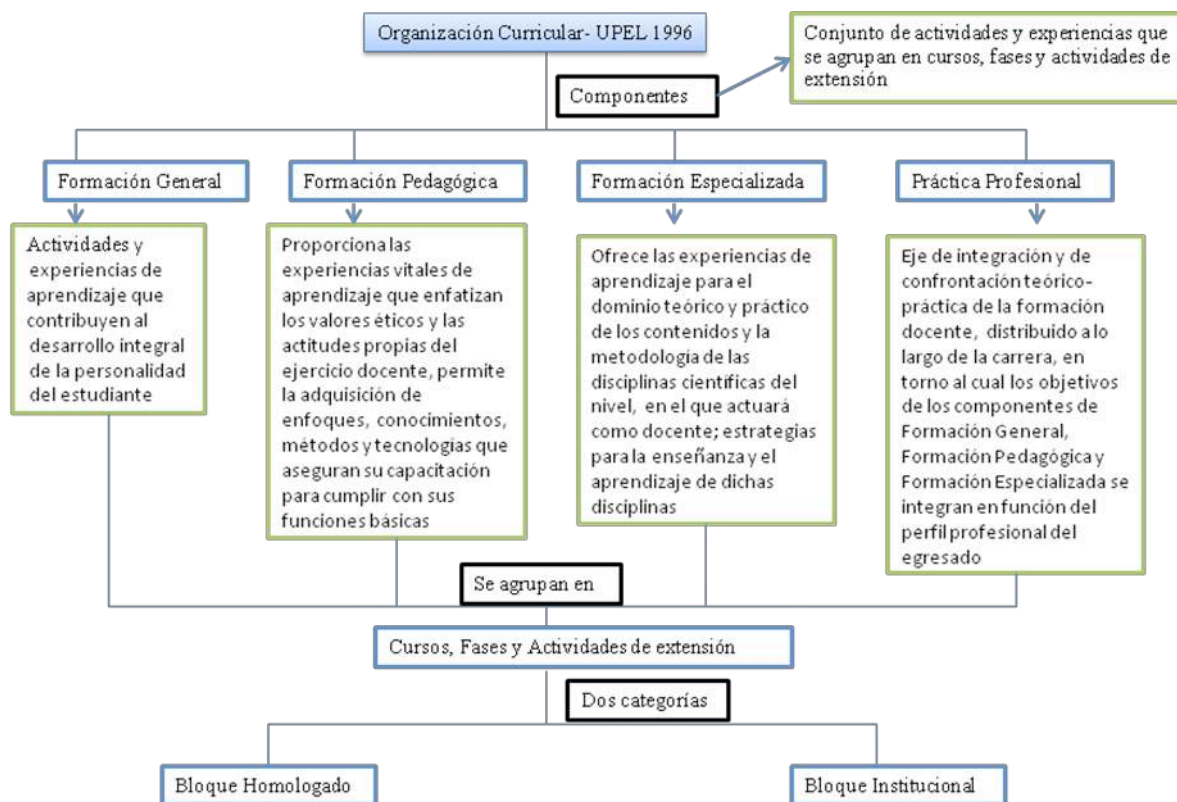 Organización Curricular- UPEL 1996
Conjunto de actividades y experiencias que
se agrupan en cursos, fases y actividades de
extensión
Componentes
Formación General
Formación Pedagógica
Formación Especializada
Práctica Profesional
Actividades y
experiencias de
aprendizaje que
contribuyen al
desarrollo integral
de la personalidad
del estudiante
Proporciona las
experiencias vitales de
aprendizaje que enfatizan
los valores éticos y las
actitudes propias del
ejercicio docente, permite
la adquisición de
enfoques, conocimientos,
métodos y tecnologías que
aseguran su capacitación
para cumplir con sus
funciones básicas
Ofrece las experiencias de
aprendizaje para el
dominio teórico y práctico
de los contenidos y la
metodología de las
disciplinas científicas del
nivel, en el que actuará
como docente; estrategias
para la enseñanza y el
aprendizaje de dichas
disciplinas
Eje de integración y de
confrontación teórico-
práctica de la formación
docente, distribuido a lo
largo de la carrera, en
torno al cual los objetivos
de los componentes de
Formación General,
Formación Pedagógica y
Formación Especializada se
integran en función del
perfil profesional del
egresado
Se agrupan en
Cursos, Fases y Actividades de extensión
Dos categorías
Bloque Homologado
Bloque Institucional